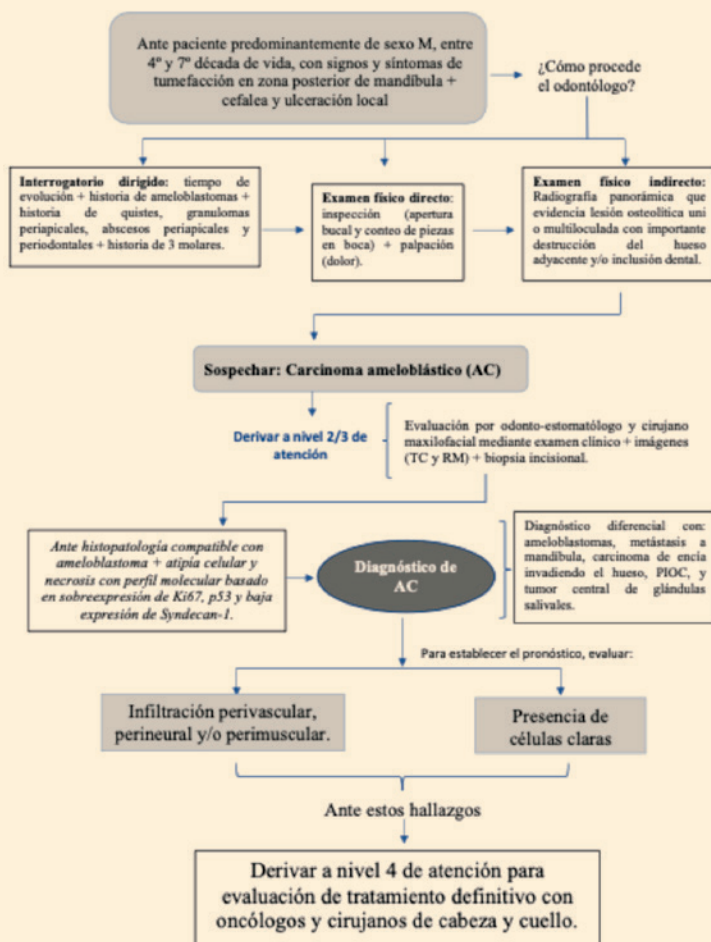 Ante paciente predominantemente de sexo M, entre
4º y 7º década de vida, con signos y síntomas de
tumefacción en zona posterior de mandíbula +
cefalea y ulceración local
¿Cómo procede
el odontólogo?
Interrogatorio dirigido: tiempo de
evolución + historia de ameloblastomas +
historia de quistes, granulomas
periapicales, abscesos periapicales y
periodontales + historia de 3 molares.
Examen físico directo:
inspección (apertura
bucal y conteo de piezas
en boca) + palpación
(dolor).
Examen físico indirecto:
Radiografía panorámica que
evidencia lesión osteolítica uni
o multiloculada con importante
destrucción del hueso
adyacente y/o inclusión dental.
Sospechar: Carcinoma ameloblástico (AC)
Derivar a nivel 2/3 de
atención
Evaluación por odonto-estomatólogo y cirujano
maxilofacial mediante examen clínico + imágenes
(TC y RM) + biopsia incisional.
Ante histopatología compatible con
ameloblastoma + atipía celular y
necrosis con perfil molecular basado
en sobreexpresión de Ki67, p53 y baja
expresión de Syndecan-1.
Diagnóstico de
AC
Diagnóstico diferencial con:
ameloblastomas, metástasis a
mandíbula, carcinoma de encía
invadiendo el hueso, PIOC, y
tumor central de glándulas
salivales.
Para establecer el pronóstico, evaluar:
Infiltración perivascular,
perineural y/o perimuscular.
Presencia de
células claras
Ante estos hallazgos
Derivar a nivel 4 de atención para
evaluación de tratamiento definitivo con
oncólogos y cirujanos de cabeza y cuello.